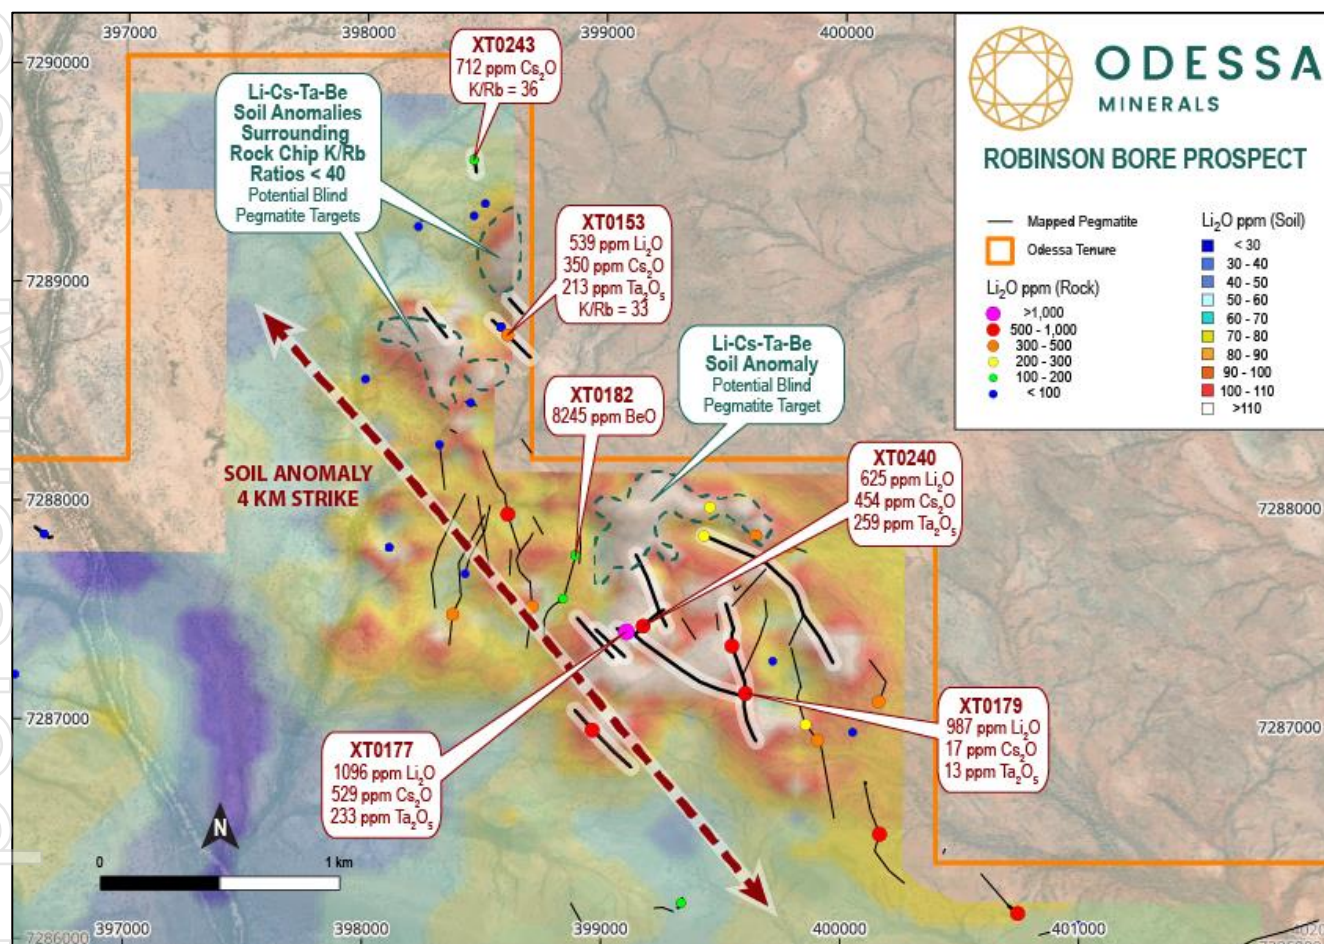 397000
398000
399000
400000
7290000
7289000
7288000
7287000
7286000
7288000
7287000
ODESSA
MINERALS
ROBINSON BORE PROSPECT
Mapped Pegmatite
Odessa Tenure
Li₂O ppm (Rock)
>1,000
500 - 1,000
300 - 500
200 - 300
100 - 200
< 100
Li₂O ppm (Soil)
< 30
30 - 40
40 - 50
50 - 60
60 - 70
70 - 80
80 - 90
90 - 100
100 - 110
>110
XT0243
712 ppm Cs₂O
K/Rb = 36
Li-Cs-Ta-Be
Soil Anomalies
Surrounding
Rock Chip K/Rb
Ratios < 40
Potential Blind
Pegmatite Targets
XT0153
539 ppm Li₂O
350 ppm Cs₂O
213 ppm Ta₂O₅
K/Rb = 33
Li-Cs-Ta-Be
Soil Anomaly
Potential Blind
Pegmatite Target
XT0182
8245 ppm BeO
XT0240
625 ppm Li₂O
454 ppm Cs₂O
259 ppm Ta₂O₅
SOIL ANOMALY
4 KM STRIKE
XT0179
987 ppm Li₂O
17 ppm Cs₂O
13 ppm Ta₂O₅
XT0177
1096 ppm Li₂O
529 ppm Cs₂O
233 ppm Ta₂O₅
N
0
1 km
397000
398000
399000
400000
401000